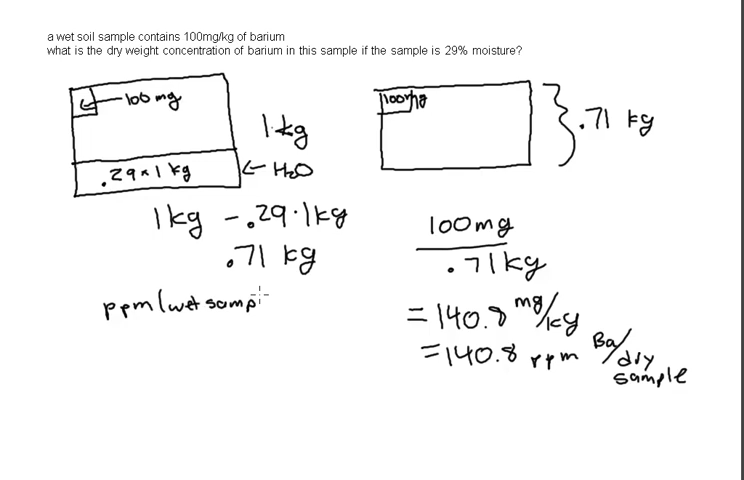 a wet soil sample contains 100mg/kg of barium
what is the dry weight concentration of barium in this sample if the sample is 29% moisture?
100 mg
1 kg
.29 × 1 kg
← H2O
1 kg - .29 · 1 kg
.71 kg
ppm (wet samp
100mg
.71 kg
100 mg
.71 kg
= 140.8 mg/kg
= 140.8 ppm Ba/dry sample